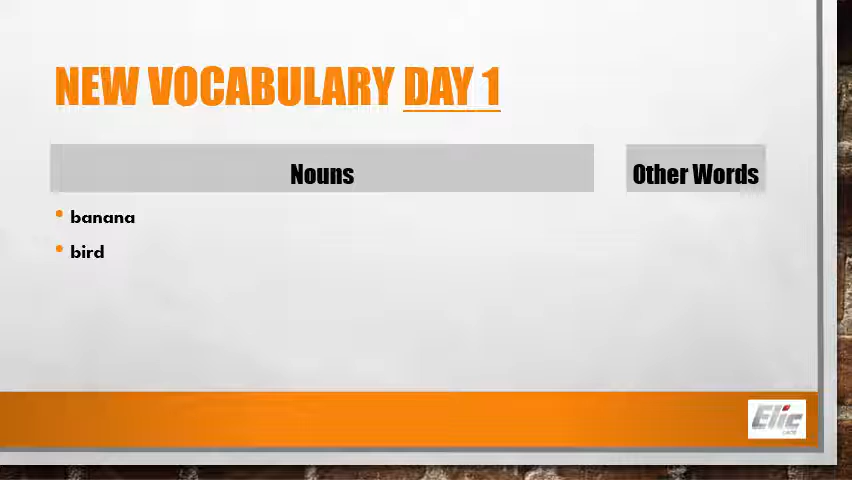 NEW VOCABULARY DAY 1
Nouns
Other Words
banana
bird
Elic